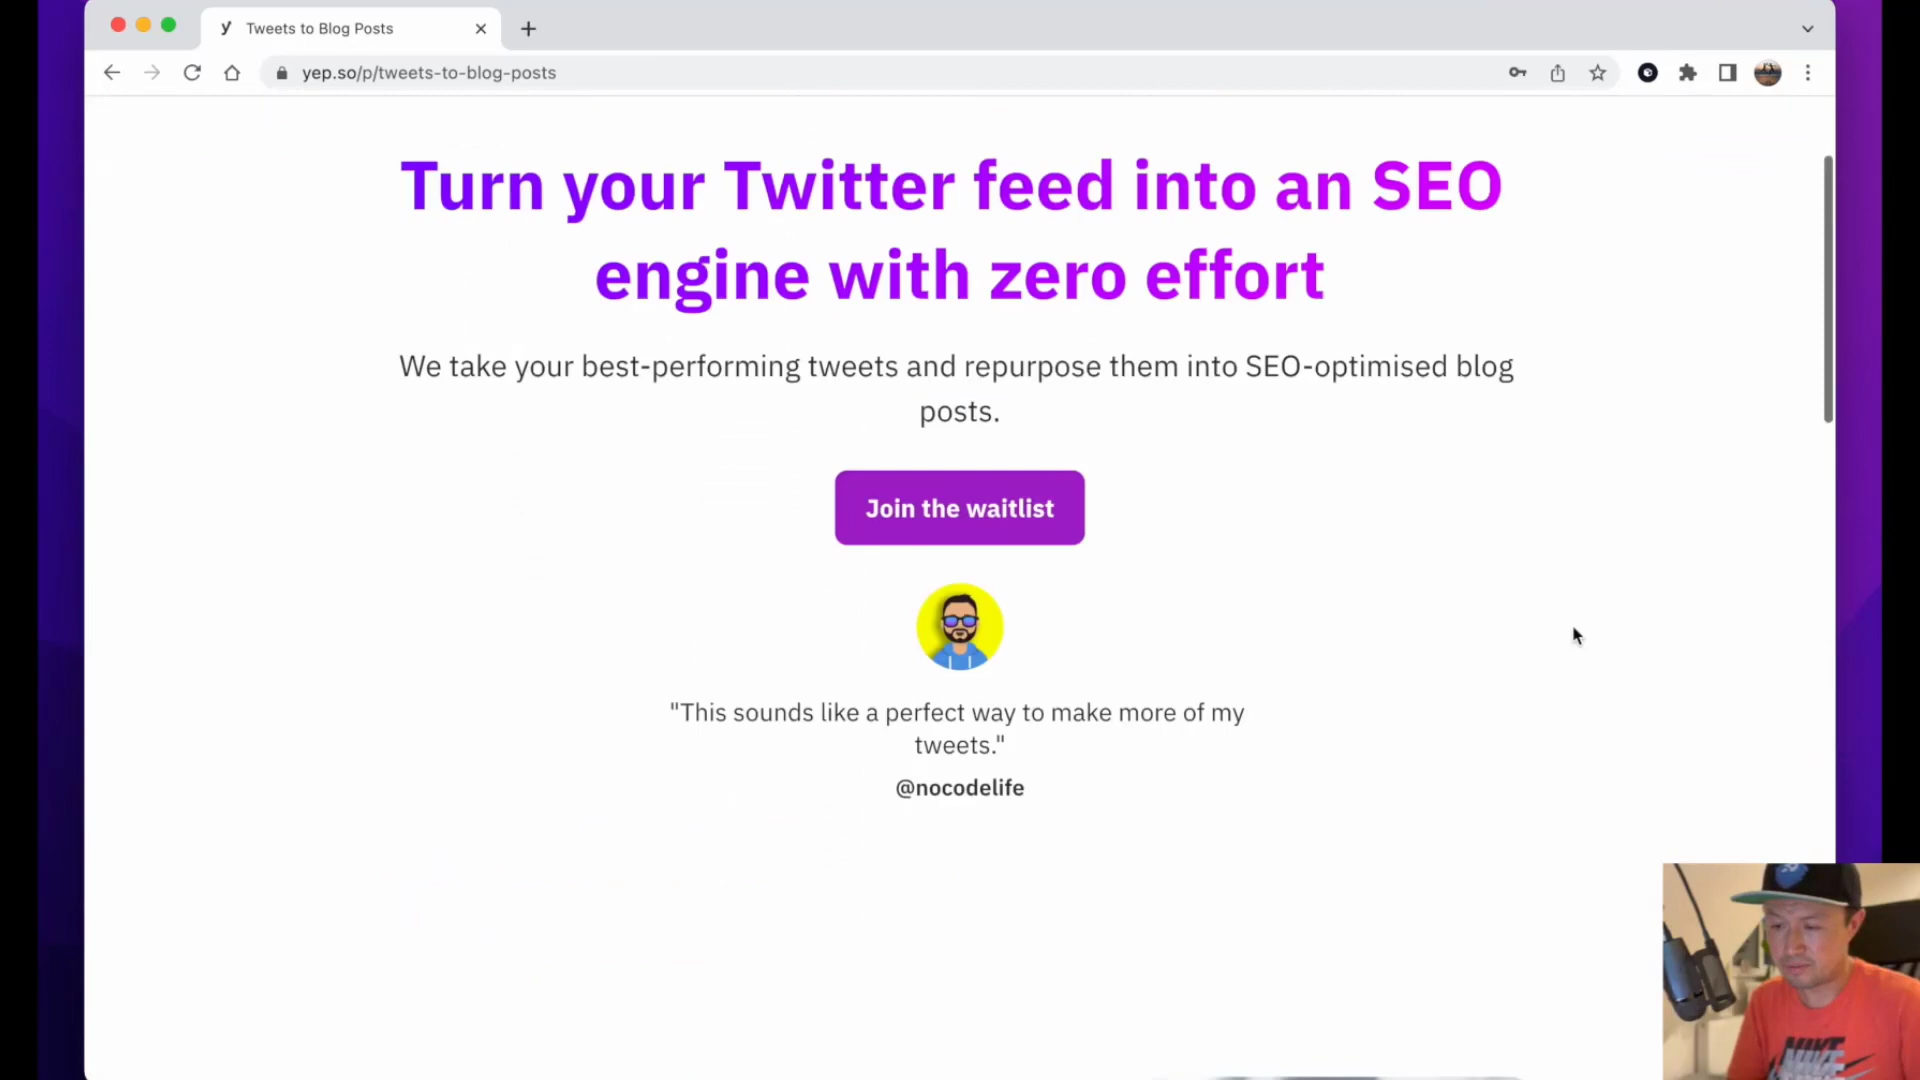 y Tweets to Blog Posts
yep.so/p/tweets-to-blog-posts
Turn your Twitter feed into an SEO
engine with zero effort
We take your best-performing tweets and repurpose them into SEO-optimised blog
posts.
Join the waitlist
"This sounds like a perfect way to make more of my
tweets."
@nocodelife
NIKE
NIKE